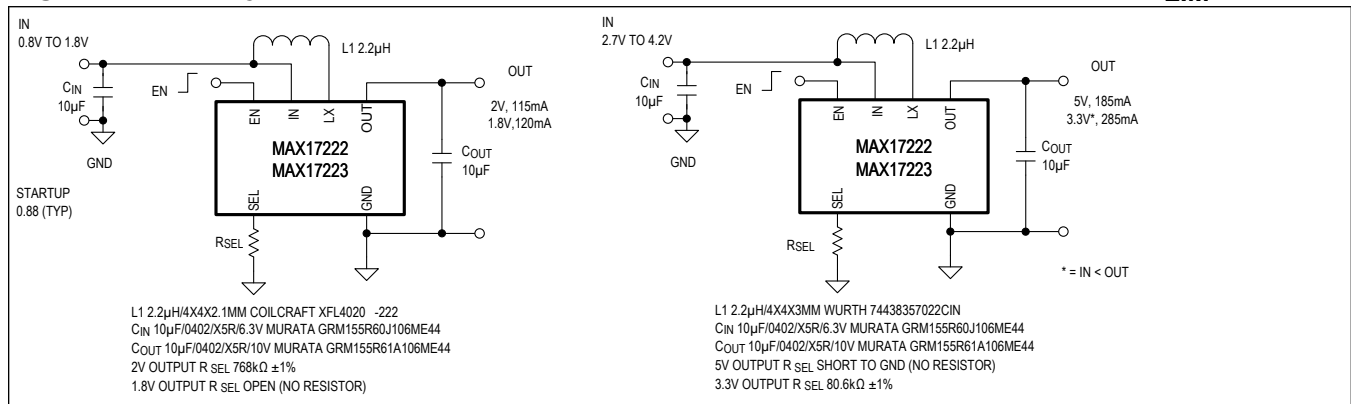 IN
0.8V TO 1.8V
L1 2.2µH
CIN
10µF
EN
OUT
2V, 115mA
1.8V,120mA
EN
IN
LX
OUT
MAX17222
MAX17223
COUT
10µF
GND
STARTUP
0.88 (TYP)
SEL
GND
RSEL
L1 2.2µH/4X4X2.1MM COILCRAFT XFL4020 -222
CIN 10µF/0402/X5R/6.3V MURATA GRM155R60J106ME44
COUT 10µF/0402/X5R/10V MURATA GRM155R61A106ME44
2V OUTPUT R SEL 768kΩ ±1%
1.8V OUTPUT R SEL OPEN (NO RESISTOR)
IN
2.7V TO 4.2V
L1 2.2µH
CIN
10µF
EN
OUT
5V, 185mA
3.3V*, 285mA
EN
IN
LX
OUT
MAX17222
MAX17223
COUT
10µF
GND
SEL
GND
RSEL
* = IN < OUT
L1 2.2µH/4X4X3MM WURTH 74438357022CIN
CIN 10µF/0402/X5R/6.3V MURATA GRM155R60J106ME44
COUT 10µF/0402/X5R/10V MURATA GRM155R61A106ME44
5V OUTPUT R SEL SHORT TO GND (NO RESISTOR)
3.3V OUTPUT R SEL 80.6kΩ ±1%